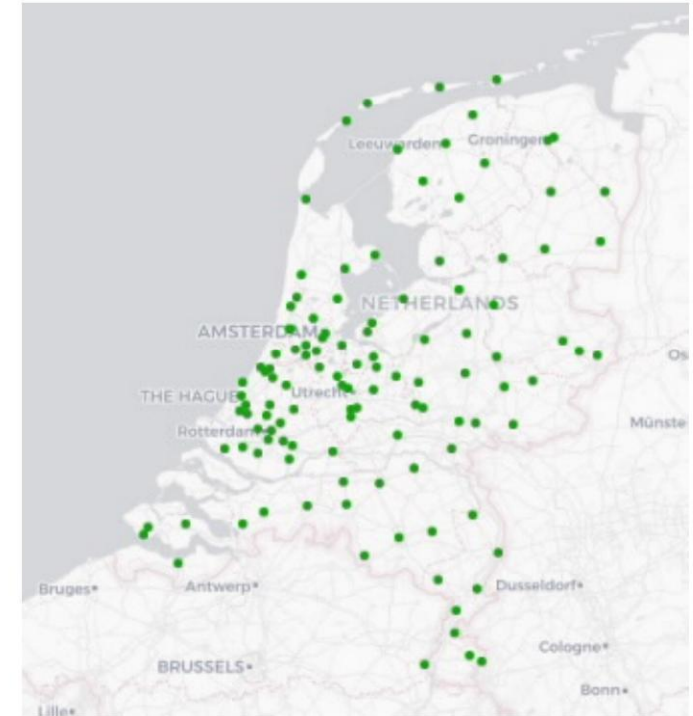 Leeuwarden
Groningen
NETHERLANDS
AMSTERDAM
Os
THE HAGUE
Utrecht
Münste
Rotterdam
Bruges
Antwerp
Dusseldorf
Cologne
BRUSSELS
Bonn
Lille